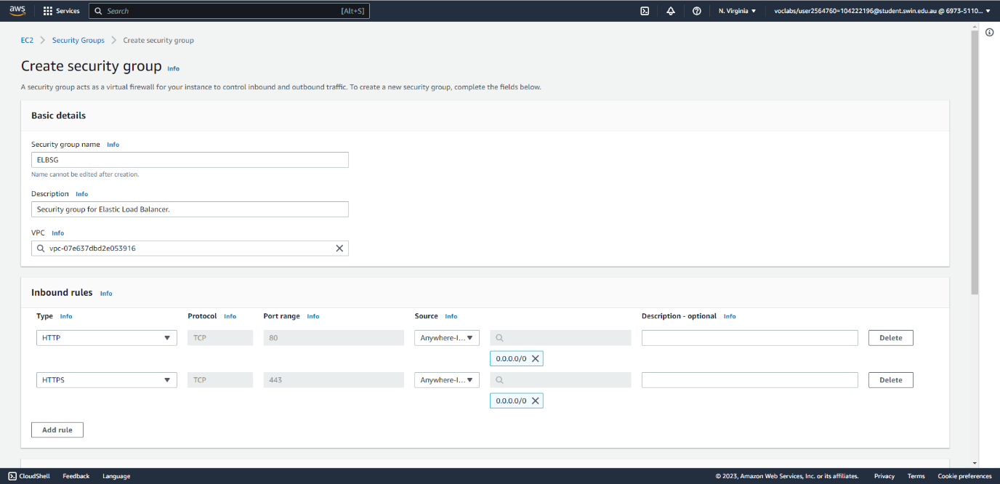 aws Services Search [Alt+S] N. Virginia voclabs/user2564760=104222196@student.swin.edu.au @ 6973-5110...
EC2 Security Groups Create security group
Create security group Info
A security group acts as a virtual firewall for your instance to control inbound and outbound traffic. To create a new security group, complete the fields below.
Basic details
Security group name Info
ELBSG
Name cannot be edited after creation.
Description Info
Security group for Elastic Load Balancer.
VPC Info
vpc-07e637dbd2e053916
Inbound rules Info
Type Info Protocol Info Port range Info Source Info Description - optional Info
HTTP TCP 80 Anywhere-I... Delete
0.0.0.0/0
HTTPS TCP 443 Anywhere-I... Delete
0.0.0.0/0
Add rule
CloudShell Feedback Language © 2023, Amazon Web Services, Inc. or its affiliates. Privacy Terms Cookie preferences